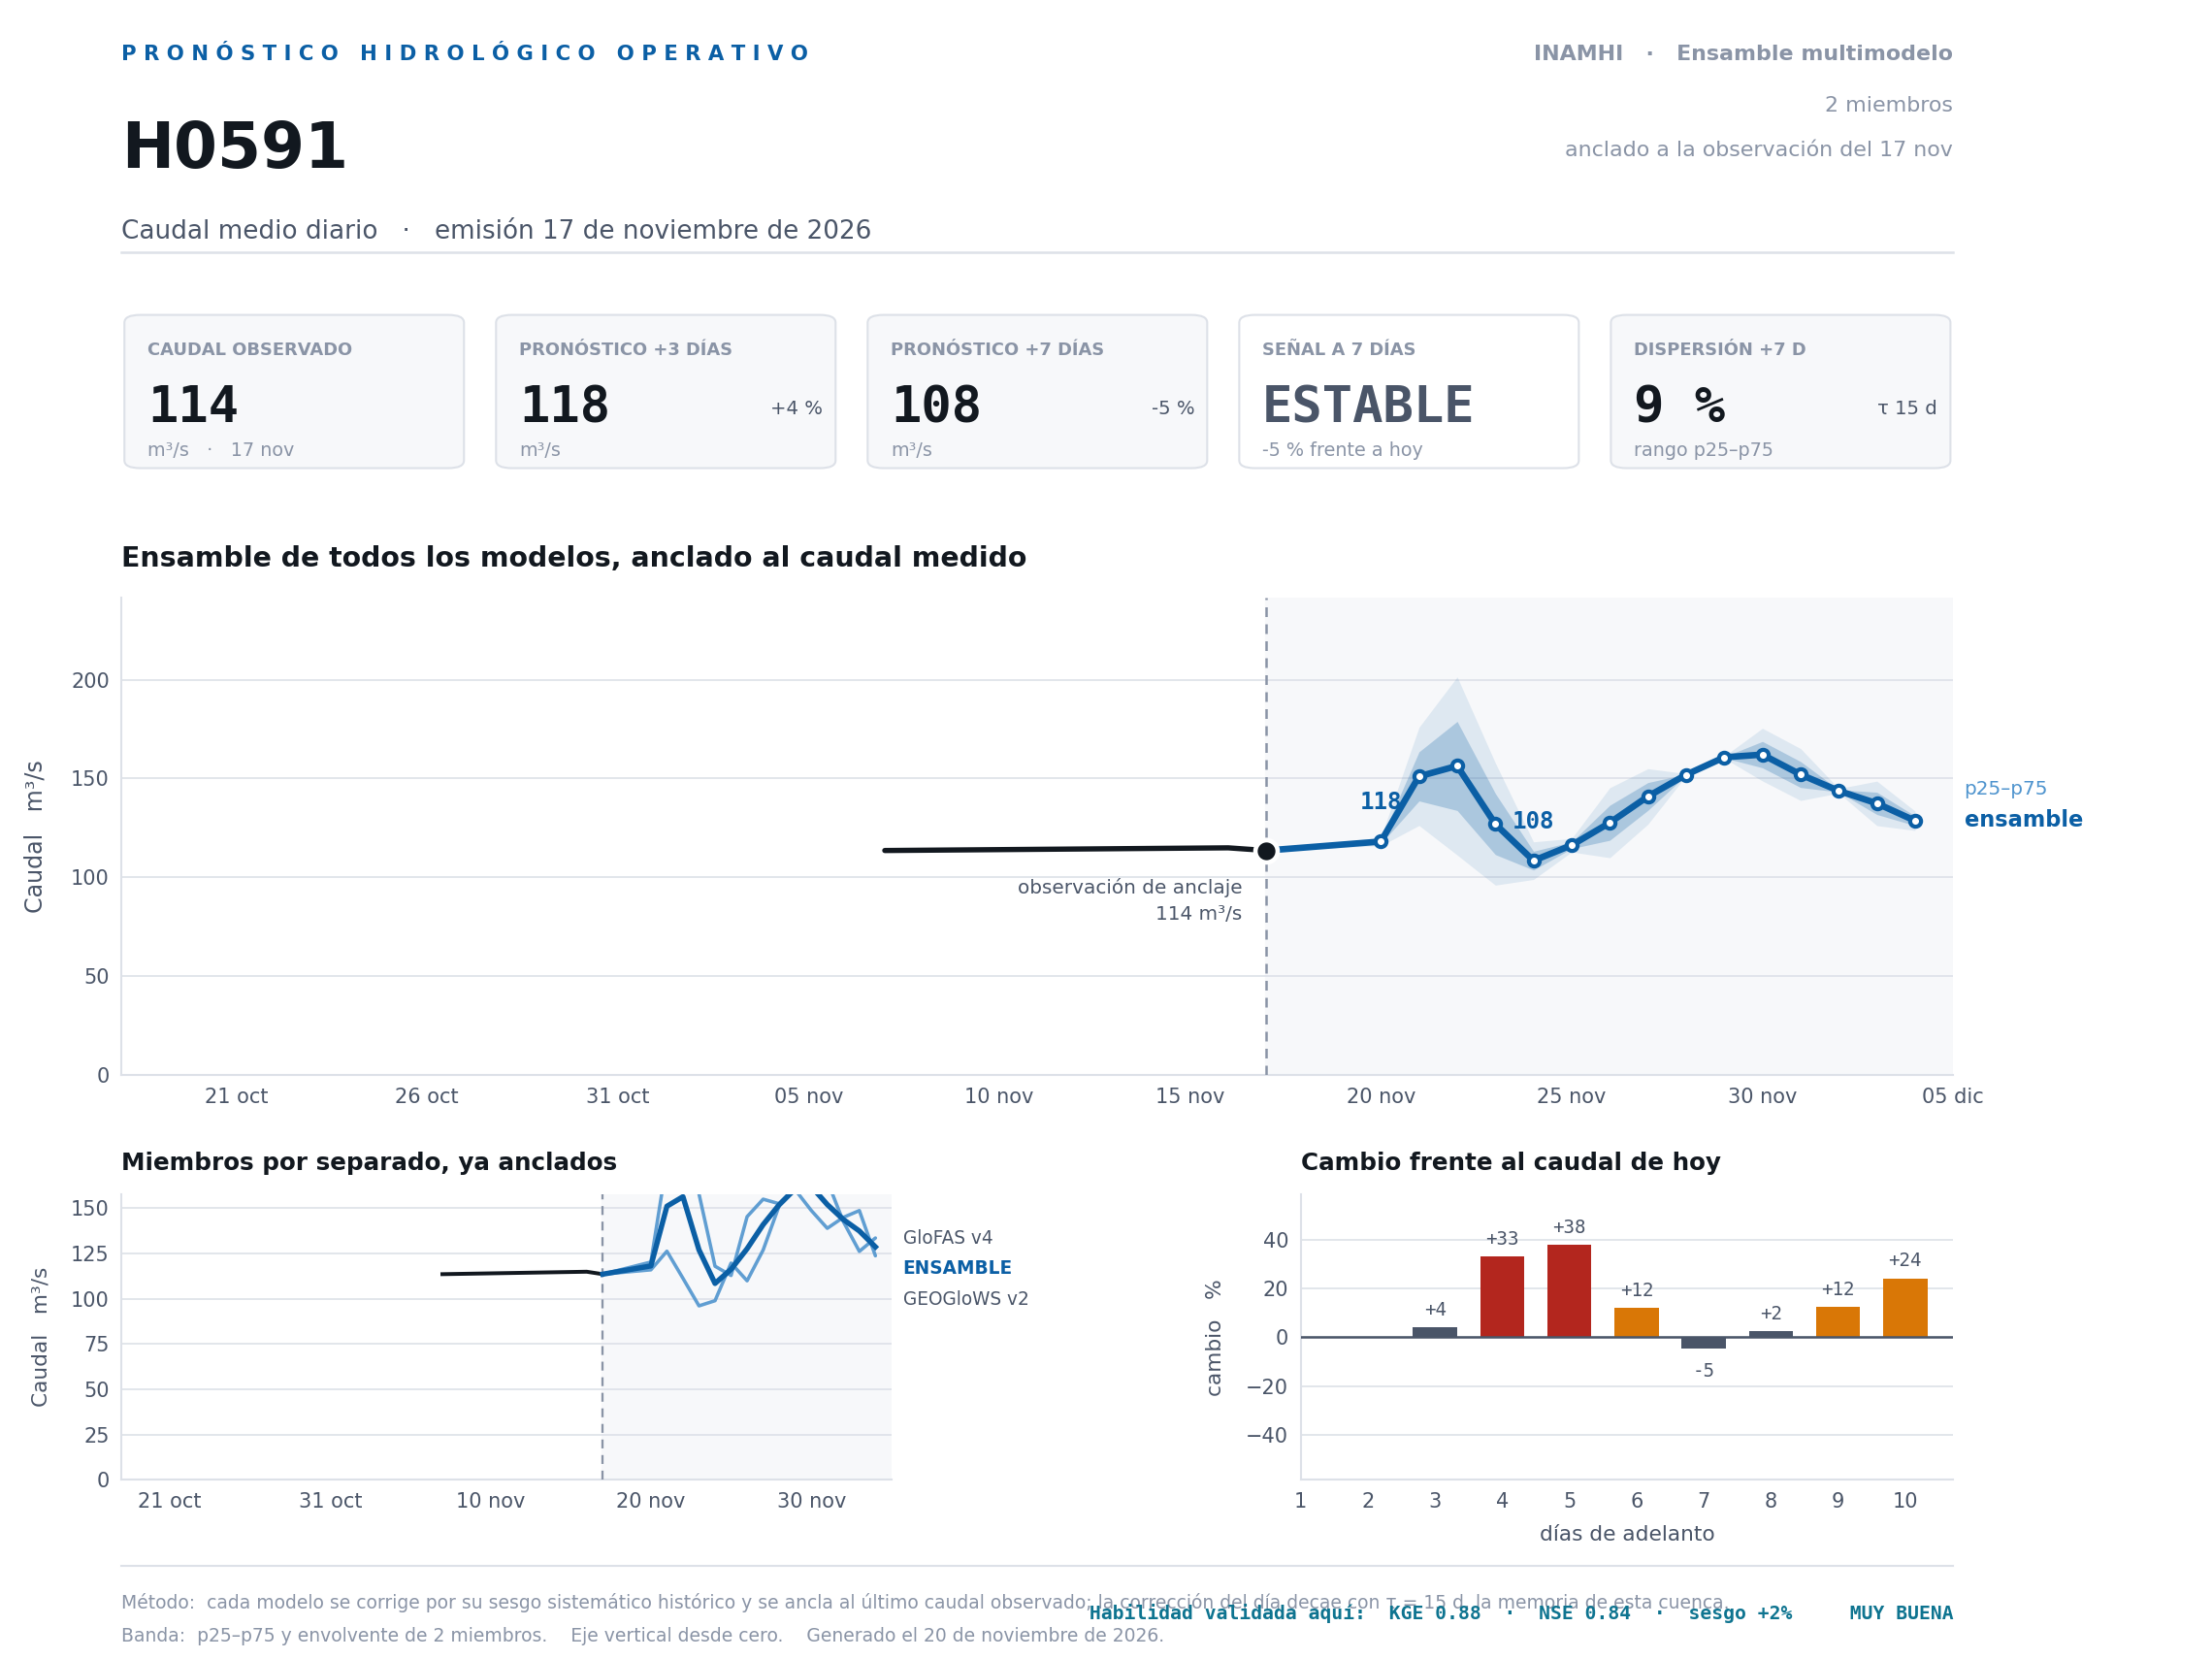 PRONÓSTICO HIDROLÓGICO OPERATIVO
INAMHI · Ensamble multimodelo
2 miembros
H0591
anclado a la observación del 17 nov
Caudal medio diario · emisión 17 de noviembre de 2026
CAUDAL OBSERVADO
114
m³/s · 17 nov
PRONÓSTICO +3 DÍAS
118
+4 %
m³/s
PRONÓSTICO +7 DÍAS
108
-5 %
m³/s
SEÑAL A 7 DÍAS
ESTABLE
-5 % frente a hoy
DISPERSIÓN +7 D
9 %
τ 15 d
rango p25–p75
Ensamble de todos los modelos, anclado al caudal medido
Caudal m³/s
200
150
100
50
0
118
108
p25–p75
ensamble
observación de anclaje
114 m³/s
21 oct
26 oct
31 oct
05 nov
10 nov
15 nov
20 nov
25 nov
30 nov
05 dic
Miembros por separado, ya anclados
Caudal m³/s
150
125
100
75
50
25
0
GloFAS v4
ENSAMBLE
GEOGloWS v2
21 oct
31 oct
10 nov
20 nov
30 nov
Cambio frente al caudal de hoy
cambio %
40
20
0
−20
−40
+4
+33
+38
+12
-5
+2
+12
+24
1
2
3
4
5
6
7
8
9
10
días de adelanto
Método: cada modelo se corrige por su sesgo sistemático histórico y se ancla al último caudal observado; la corrección del día decae con τ = 15 d, la memoria de esta cuenca.
Habilidad validada aquí: KGE 0.88 · NSE 0.84 · sesgo +2% MUY BUENA
Banda: p25–p75 y envolvente de 2 miembros. Eje vertical desde cero. Generado el 20 de noviembre de 2026.